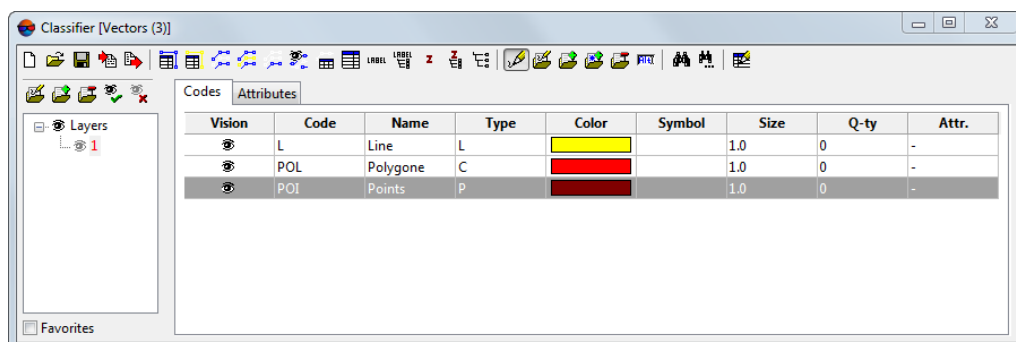 Classifier [Vectors (3)]
LABEL LABEL Z Z
Codes Attributes
Layers
1
Vision Code Name Type Color Symbol Size Q-ty Attr.
L Line L 1.0 0 -
POL Polygone C 1.0 0 -
POI Points P 1.0 0 -
Favorites